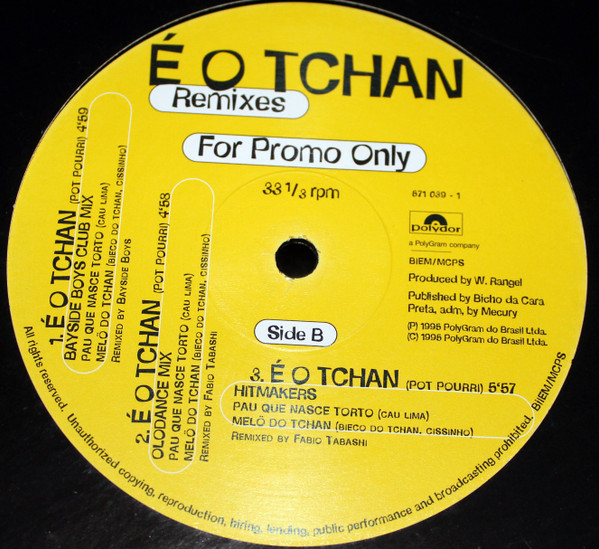 É O TCHAN
Remixes
For Promo Only
33 1/3 rpm
571 039 - 1
polydor
a PolyGram company
BIEM/MCPS
Produced by W. Rangel
Published by Bicho da Cara
Preta, adm, by Mecury
(P) 1995 PolyGram do Brasil Ltda.
(C) 1995 PolyGram do Brasil Ltda.
Side B
1. É O TCHAN (POT POURRI) 4'59
BAYSIDE BOYS CLUB MIX
PAU QUE NASCE TORTO (CAU LIMA)
MELÔ DO TCHAN (BIECO DO TCHAN, CISSINHO)
REMIXED BY BAYSIDE BOYS
2. É O TCHAN (POT POURRI) 4'58
OLODANCE MIX
PAU QUE NASCE TORTO (CAU LIMA)
MELÔ DO TCHAN (BIECO DO TCHAN, CISSINHO)
REMIXED BY FABIO TABASHI
3. É O TCHAN (POT POURRI) 5'57
HITMAKERS
PAU QUE NASCE TORTO (CAU LIMA)
MELÔ DO TCHAN (BIECO DO TCHAN, CISSINHO)
REMIXED BY FABIO TABASHI
All rights reserved. Unauthorized copying, reproduction, hiring, lending, public performance and broadcasting prohibited. BIEM/MCPS